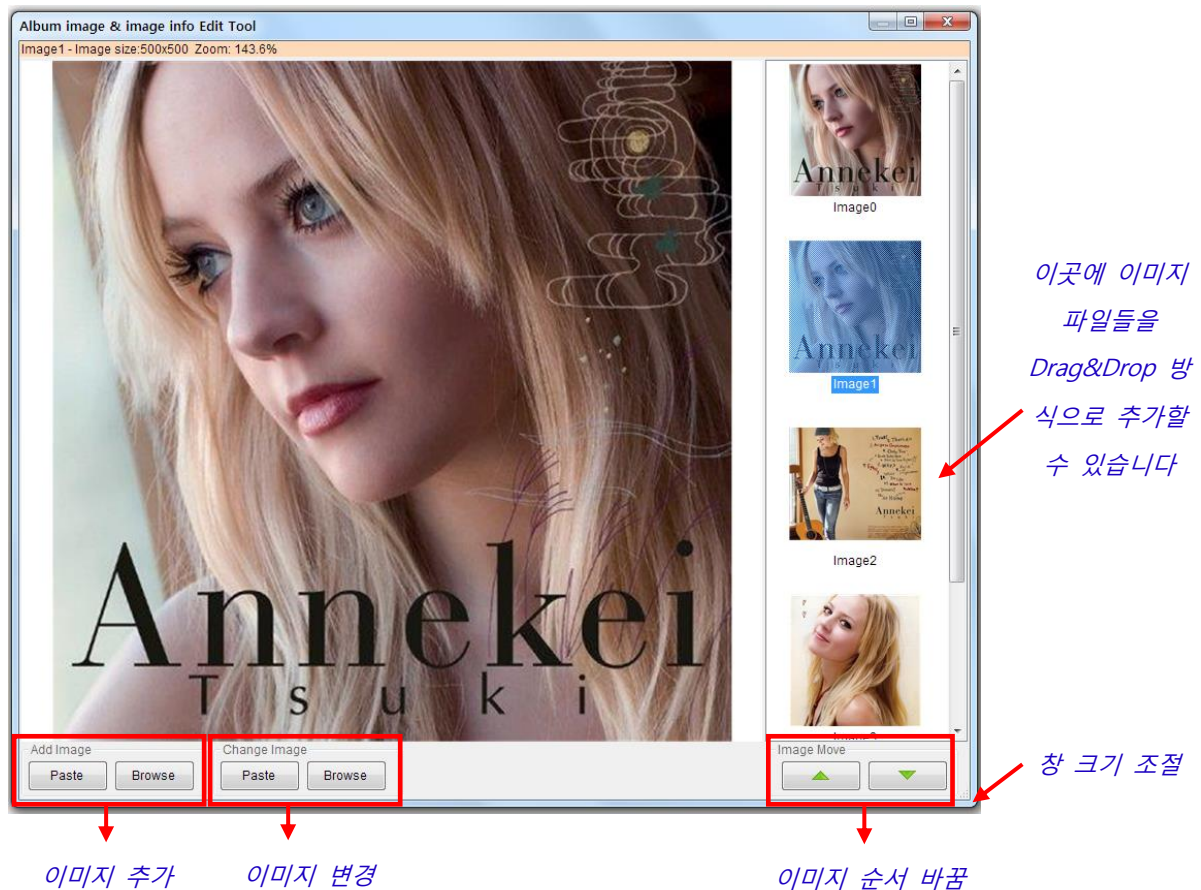 Album image & image info Edit Tool
Image1 - Image size:500x500 Zoom: 143.6%
Annekei
Tsuki
Annekei
Tsuki
Image0
Annekei
Image1
Annekei
Image2
이곳에 이미지
파일들을
Drag&Drop 방
식으로 추가할
수 있습니다
Add Image
Paste Browse
Change Image
Paste Browse
Image Move
창 크기 조절
이미지 추가
이미지 변경
이미지 순서 바꿈